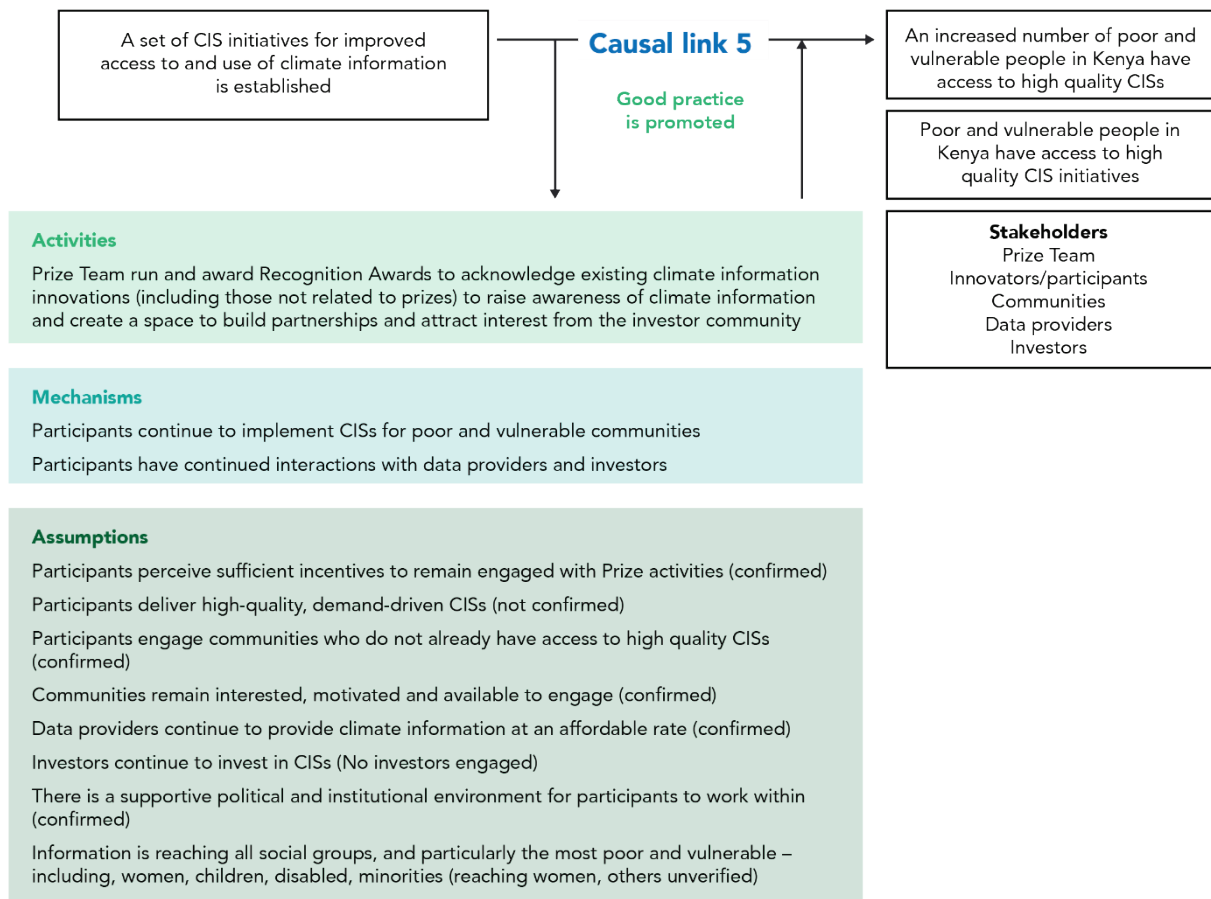 A set of CIS initiatives for improved
access to and use of climate information
is established
Causal link 5
Good practice
is promoted
An increased number of poor and
vulnerable people in Kenya have
access to high quality CISs
Poor and vulnerable people in
Kenya have access to high
quality CIS initiatives
Stakeholders
Prize Team
Innovators/participants
Communities
Data providers
Investors
Activities
Prize Team run and award Recognition Awards to acknowledge existing climate information
innovations (including those not related to prizes) to raise awareness of climate information
and create a space to build partnerships and attract interest from the investor community
Mechanisms
Participants continue to implement CISs for poor and vulnerable communities
Participants have continued interactions with data providers and investors
Assumptions
Participants perceive sufficient incentives to remain engaged with Prize activities (confirmed)
Participants deliver high-quality, demand-driven CISs (not confirmed)
Participants engage communities who do not already have access to high quality CISs
(confirmed)
Communities remain interested, motivated and available to engage (confirmed)
Data providers continue to provide climate information at an affordable rate (confirmed)
Investors continue to invest in CISs (No investors engaged)
There is a supportive political and institutional environment for participants to work within
(confirmed)
Information is reaching all social groups, and particularly the most poor and vulnerable –
including, women, children, disabled, minorities (reaching women, others unverified)